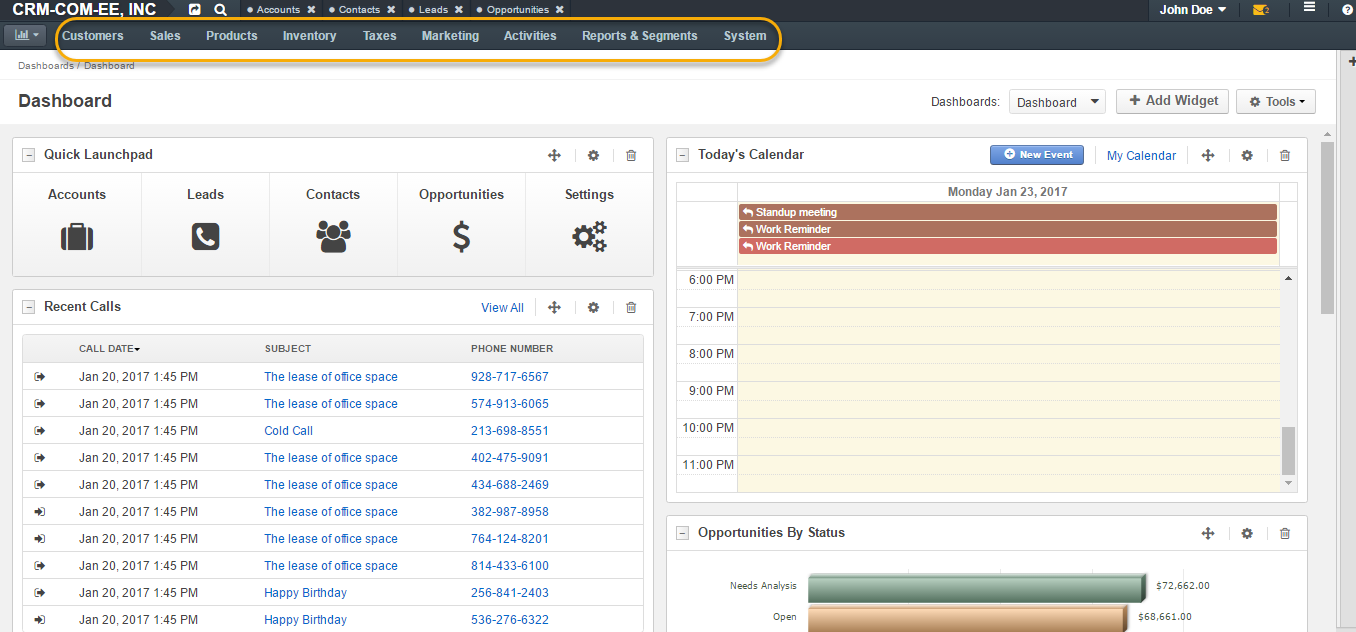 CRM-COM-EE, INC
Accounts
Contacts
Leads
Opportunities
John Doe
2
Customers Sales Products Inventory Taxes Marketing Activities Reports & Segments System
Dashboards / Dashboard
Dashboard
Dashboards: Dashboard
Add Widget
Tools
Quick Launchpad
Accounts Leads Contacts Opportunities Settings
Recent Calls
View All
CALL DATE SUBJECT PHONE NUMBER
Jan 20, 2017 1:45 PM The lease of office space 928-717-6567
Jan 20, 2017 1:45 PM The lease of office space 574-913-6065
Jan 20, 2017 1:45 PM Cold Call 213-698-8551
Jan 20, 2017 1:45 PM The lease of office space 402-475-9091
Jan 20, 2017 1:45 PM The lease of office space 434-688-2469
Jan 20, 2017 1:45 PM The lease of office space 382-987-8958
Jan 20, 2017 1:45 PM The lease of office space 764-124-8201
Jan 20, 2017 1:45 PM The lease of office space 814-433-6100
Jan 20, 2017 1:45 PM Happy Birthday 256-841-2403
Jan 20, 2017 1:45 PM Happy Birthday 536-276-6322
Today's Calendar
New Event
My Calendar
Monday Jan 23, 2017
Standup meeting
Work Reminder
Work Reminder
6:00 PM
7:00 PM
8:00 PM
9:00 PM
10:00 PM
11:00 PM
Opportunities By Status
Needs Analysis $72,662.00
Open $68,661.00